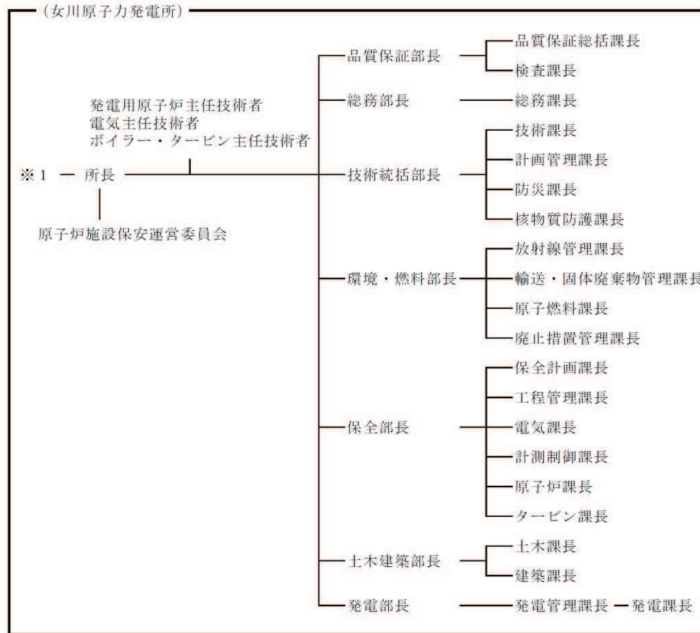 （女川原子力発電所）
品質保証部長
品質保証総括課長
検査課長
総務部長
総務課長
発電用原子炉主任技術者
電気主任技術者
ボイラー・タービン主任技術者
※1
所長
原子炉施設保安運営委員会
技術統括部長
技術課長
計画管理課長
防災課長
核物質防護課長
環境・燃料部長
放射線管理課長
輸送・固体廃棄物管理課長
原子燃料課長
廃止措置管理課長
保全部長
保全計画課長
工程管理課長
電気課長
計測制御課長
原子炉課長
タービン課長
土木建築部長
土木課長
建築課長
発電部長
発電管理課長
発電課長